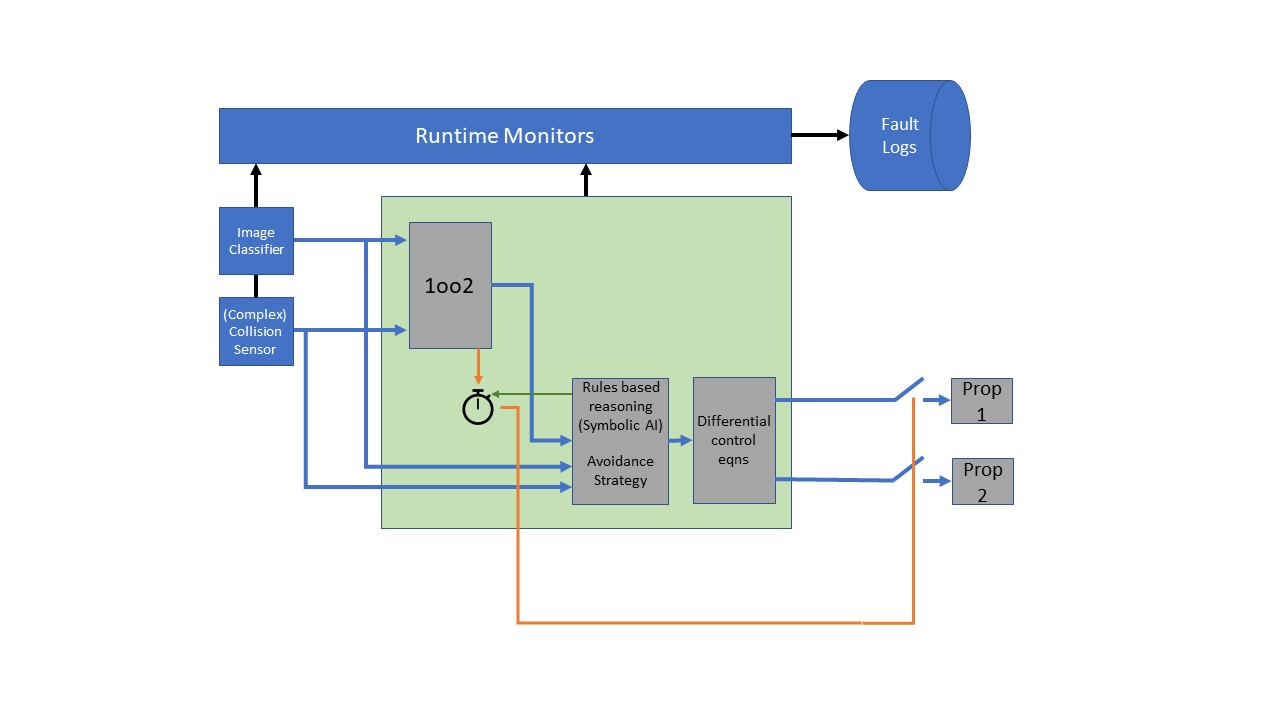 Runtime Monitors
Fault
Logs
Image
Classifier
(Complex)
Collision
Sensor
1oo2
Rules based
reasoning
(Symbolic AI)
Avoidance
Strategy
Differential
control
eqns
Prop
1
Prop
2